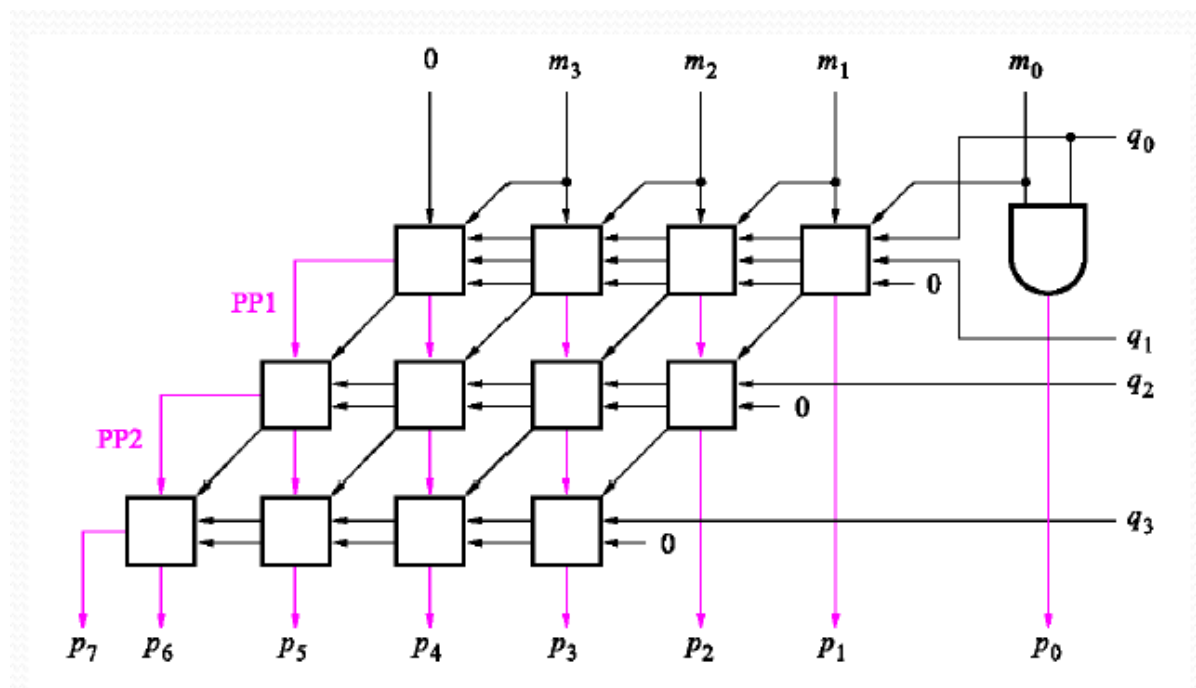 0 m₃ m₂ m₁ m₀
q₀
0
PP1
q₁
q₂
0
PP2
q₃
0
p₇ p₆ p₅ p₄ p₃ p₂ p₁ p₀